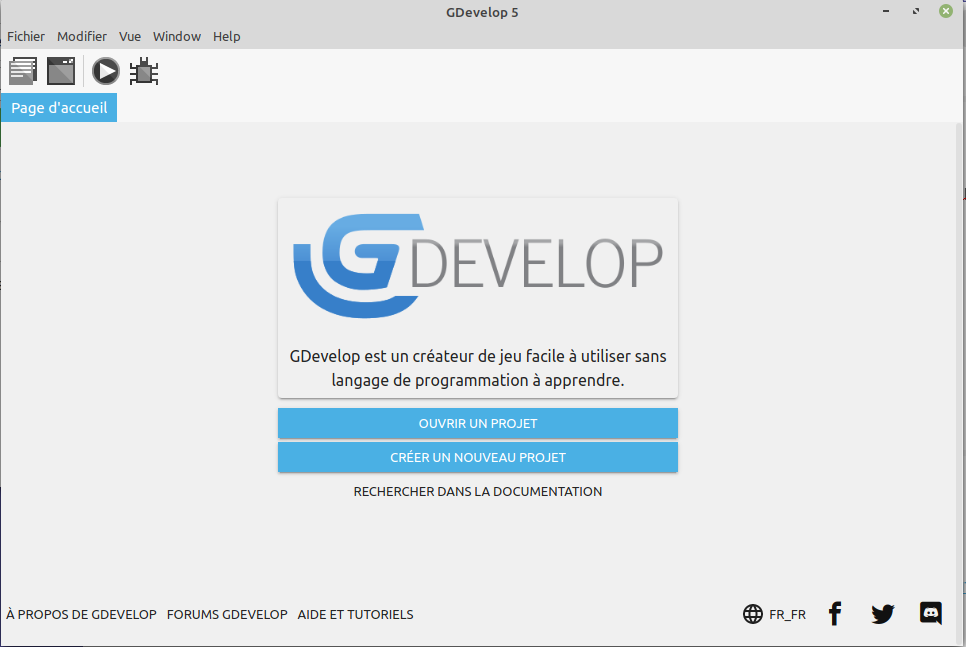 GDevelop 5
Fichier Modifier Vue Window Help
Page d'accueil
GDEVELOP
GDevelop est un créateur de jeu facile à utiliser sans
langage de programmation à apprendre.
OUVRIR UN PROJET
CRÉER UN NOUVEAU PROJET
RECHERCHER DANS LA DOCUMENTATION
À PROPOS DE GDEVELOP FORUMS GDEVELOP AIDE ET TUTORIELS FR_FR